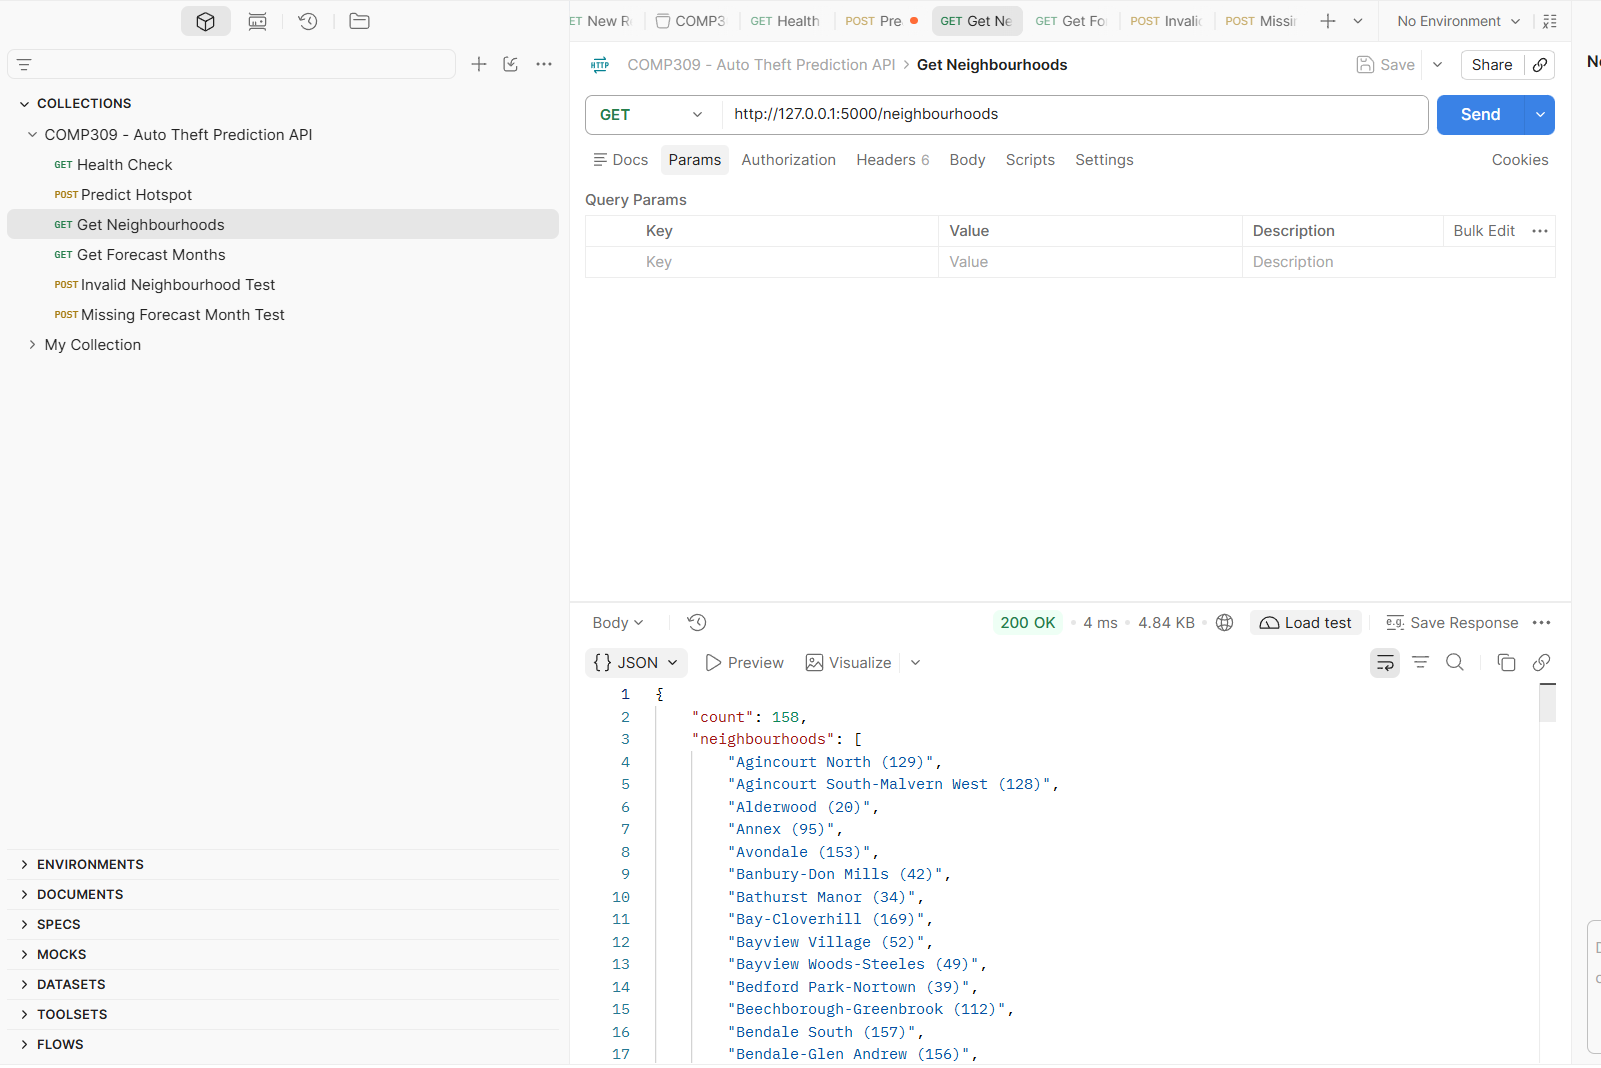 GET New R
COMP3
GET Health
POST Pre
GET Get Ne
GET Get Fo
POST Invalid
POST Missin
No Environment
COLLECTIONS
COMP309 - Auto Theft Prediction API
GET Health Check
POST Predict Hotspot
GET Get Neighbourhoods
GET Get Forecast Months
POST Invalid Neighbourhood Test
POST Missing Forecast Month Test
My Collection
ENVIRONMENTS
DOCUMENTS
SPECS
MOCKS
DATASETS
TOOLSETS
FLOWS
HTTP COMP309 - Auto Theft Prediction API > Get Neighbourhoods
Save
Share
GET http://127.0.0.1:5000/neighbourhoods
Send
Docs Params Authorization Headers 6 Body Scripts Settings
Cookies
Query Params
Key Value Description Bulk Edit
Key Value Description
Body
200 OK • 4 ms • 4.84 KB
Load test
e.g. Save Response
{} JSON
Preview
Visualize
1 {
2 "count": 158,
3 "neighbourhoods": [
4 "Agincourt North (129)",
5 "Agincourt South-Malvern West (128)",
6 "Alderwood (20)",
7 "Annex (95)",
8 "Avondale (153)",
9 "Banbury-Don Mills (42)",
10 "Bathurst Manor (34)",
11 "Bay-Cloverhill (169)",
12 "Bayview Village (52)",
13 "Bayview Woods-Steeles (49)",
14 "Bedford Park-Nortown (39)",
15 "Beechborough-Greenbrook (112)",
16 "Bendale South (157)",
17 "Bendale-Glen Andrew (156)",